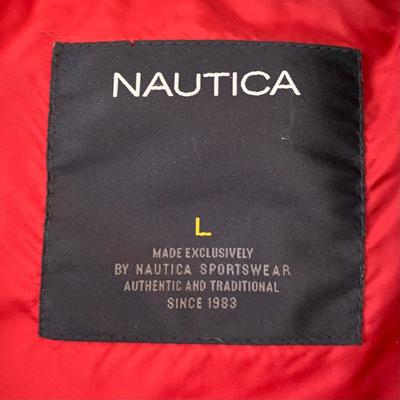 NAUTICA
L
MADE EXCLUSIVELY
BY NAUTICA SPORTSWEAR
AUTHENTIC AND TRADITIONAL
SINCE 1983